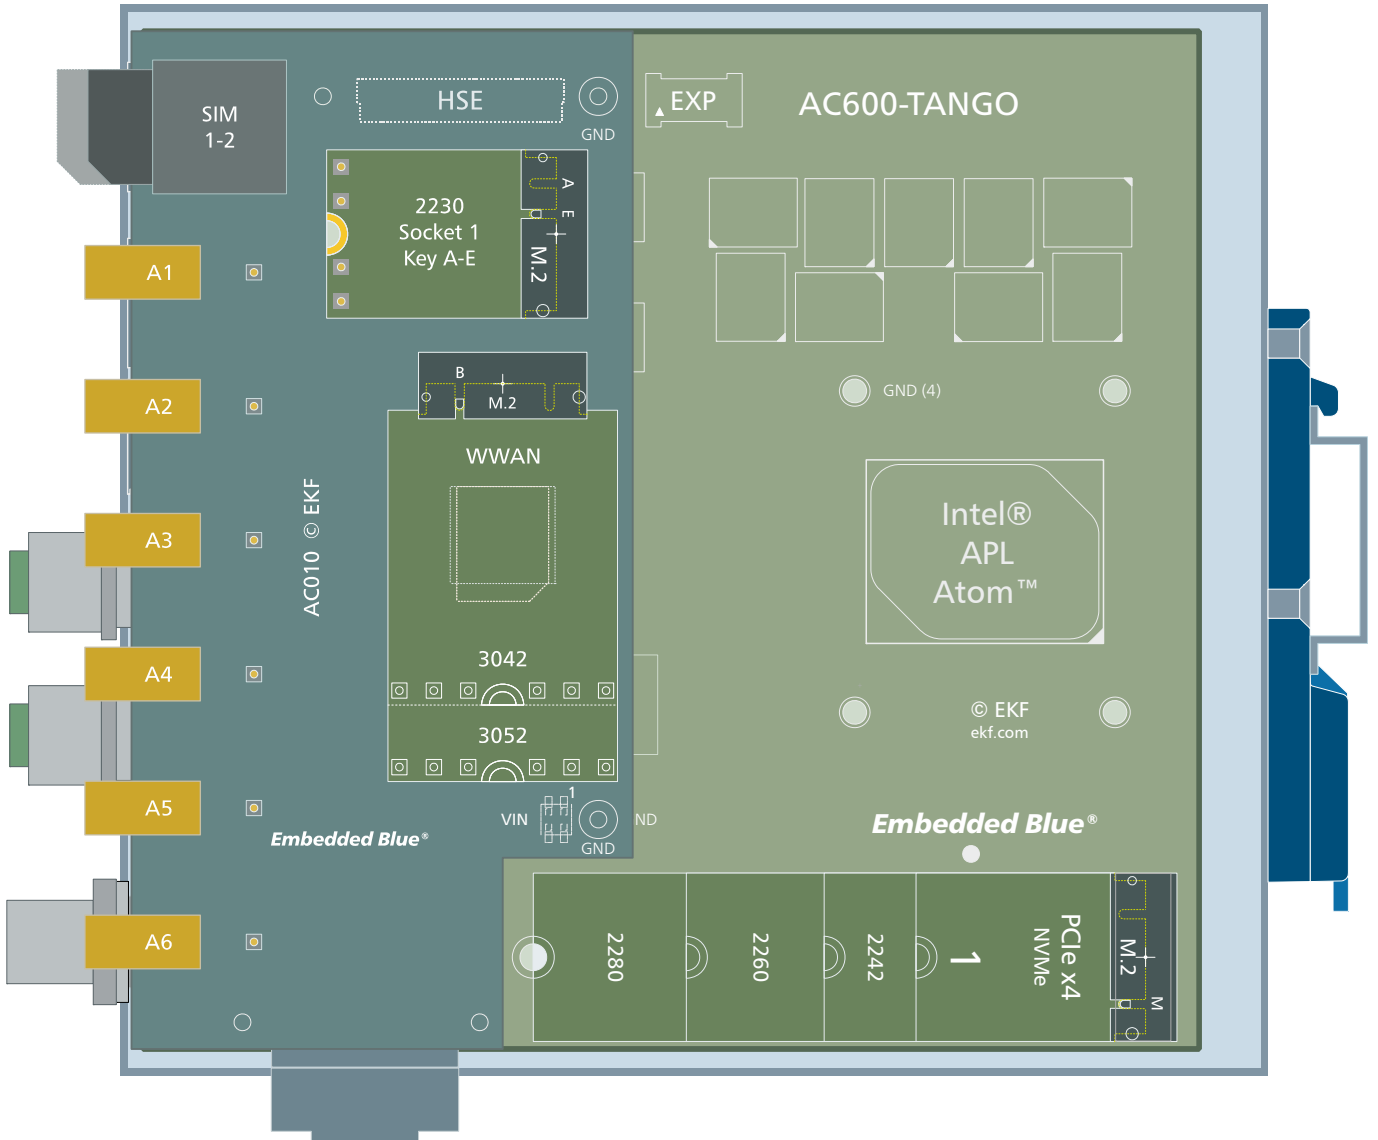 SIM
1-2
HSE
GND
EXP
AC600-TANGO
2230
Socket 1
Key A-E
A
E
M.2
A1
A2
A3
A4
A5
A6
B
M.2
WWAN
3042
3052
AC010 © EKF
GND (4)
Intel®
APL
Atom™
© EKF
ekf.com
VIN
1
GND
ND
Embedded Blue®
Embedded Blue®
2280
2260
2242
1
PCIe x4
NVMe
M.2
M